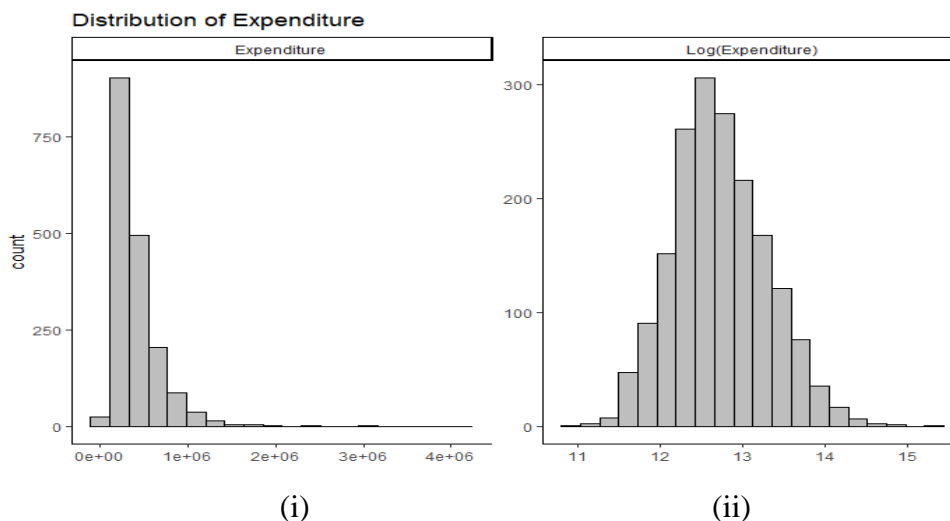 Distribution of Expenditure
Expenditure
Log(Expenditure)
count
750
500
250
0
0e+00 1e+06 2e+06 3e+06 4e+06
300
200
100
0
11 12 13 14 15
(i)
(ii)